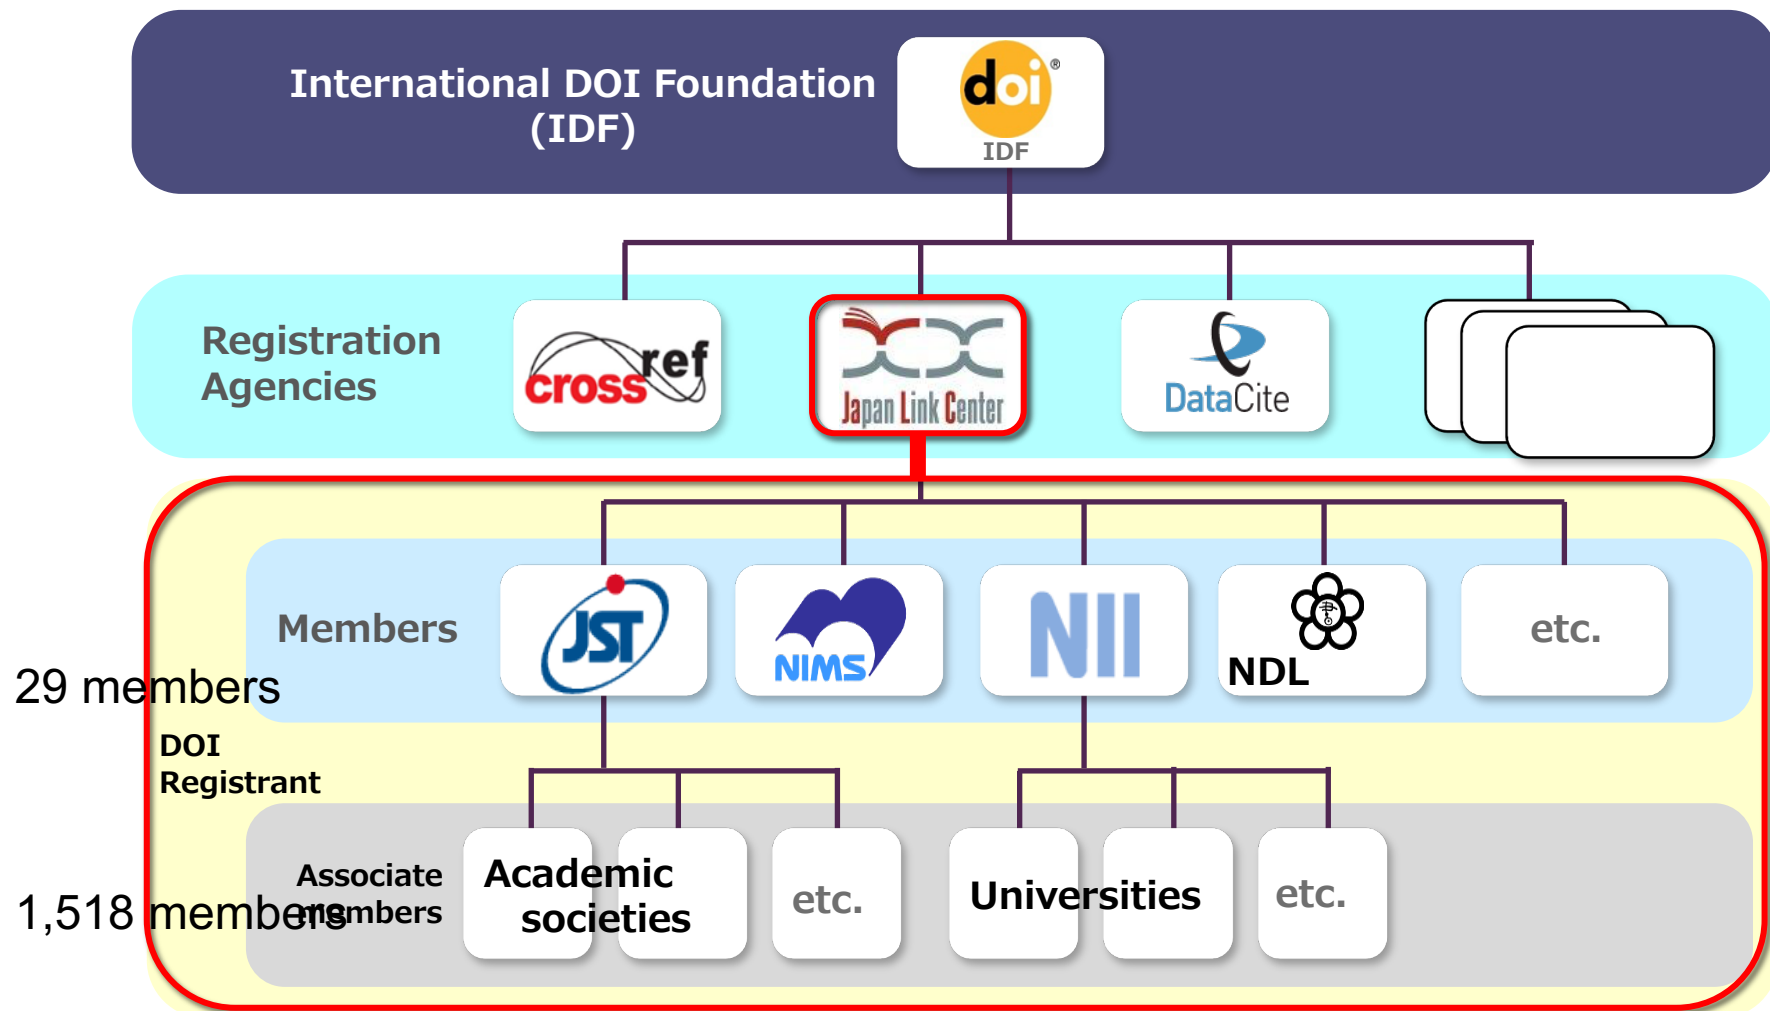 International DOI Foundation
(IDF)
doi®
IDF
Registration
Agencies
crossref
Japan Link Center
DataCite
Members
JST
NIMS
NII
NDL
etc.
29 members
DOI
Registrant
Associate
members
1,518 members
Academic
societies
etc.
Universities
etc.